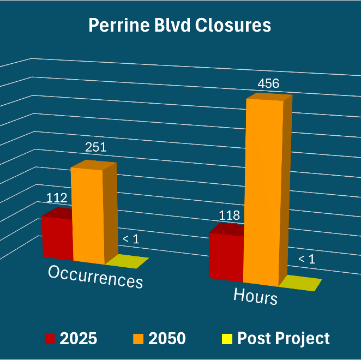 Perrine Blvd Closures
456
251
112
118
< 1
< 1
Occurrences
Hours
2025 2050 Post Project